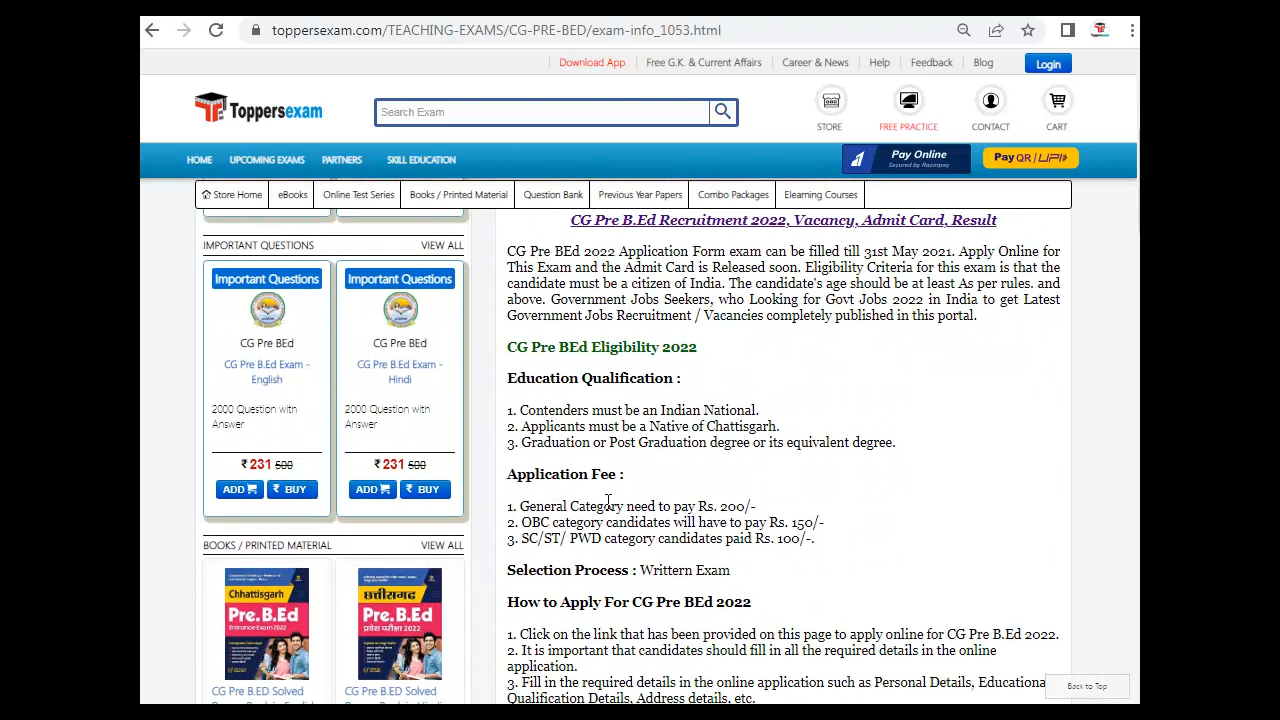 toppersexam.com/TEACHING-EXAMS/CG-PRE-BED/exam-info_1053.html
Download App
Free G.K. & Current Affairs
Career & News
Help
Feedback
Blog
Login
Toppersexam
Search Exam
STORE
FREE PRACTICE
CONTACT
CART
HOME
UPCOMING EXAMS
PARTNERS
SKILL EDUCATION
Pay Online
Secured by Razorpay
Pay QR / UPI
Store Home
eBooks
Online Test Series
Books / Printed Material
Question Bank
Previous Year Papers
Combo Packages
Elearning Courses
IMPORTANT QUESTIONS
VIEW ALL
Important Questions
CG Pre BEd
CG Pre B.Ed Exam -
English
2000 Question with
Answer
₹ 231 500
ADD
₹ BUY
Important Questions
CG Pre BEd
CG Pre B.Ed Exam -
Hindi
2000 Question with
Answer
₹ 231 500
ADD
₹ BUY
BOOKS / PRINTED MATERIAL
VIEW ALL
Chhattisgarh
Pre.B.Ed
Entrance Exam 2022
CG Pre B.ED Solved
छत्तीसगढ़
Pre.B.Ed
प्रवेश परीक्षा 2022
CG Pre B.ED Solved
CG Pre B.Ed Recruitment 2022, Vacancy, Admit Card, Result
CG Pre BEd 2022 Application Form exam can be filled till 31st May 2021. Apply Online for
This Exam and the Admit Card is Released soon. Eligibility Criteria for this exam is that the
candidate must be a citizen of India. The candidate's age should be at least As per rules. and
above. Government Jobs Seekers, who Looking for Govt Jobs 2022 in India to get Latest
Government Jobs Recruitment / Vacancies completely published in this portal.
CG Pre BEd Eligibility 2022
Education Qualification :
1. Contenders must be an Indian National.
2. Applicants must be a Native of Chattisgarh.
3. Graduation or Post Graduation degree or its equivalent degree.
Application Fee :
1. General Category need to pay Rs. 200/-
2. OBC category candidates will have to pay Rs. 150/-
3. SC/ST/ PWD category candidates paid Rs. 100/-.
Selection Process : Writtern Exam
How to Apply For CG Pre BEd 2022
1. Click on the link that has been provided on this page to apply online for CG Pre B.Ed 2022.
2. It is important that candidates should fill in all the required details in the online
application.
3. Fill in the required details in the online application such as Personal Details, Educationa
Qualification Details, Address details, etc.
Back to Top